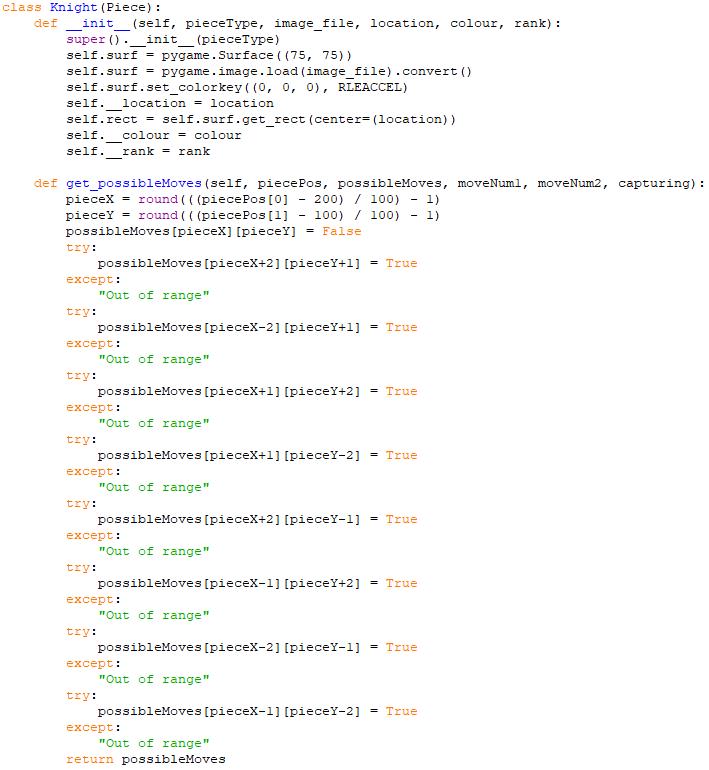 class Knight(Piece):
    def __init__(self, pieceType, image_file, location, colour, rank):
        super().__init__(pieceType)
        self.surf = pygame.Surface((75, 75))
        self.surf = pygame.image.load(image_file).convert()
        self.surf.set_colorkey((0, 0, 0), RLEACCEL)
        self.__location = location
        self.rect = self.surf.get_rect(center=(location))
        self.__colour = colour
        self.__rank = rank

    def get_possibleMoves(self, piecePos, possibleMoves, moveNum1, moveNum2, capturing):
        pieceX = round(((piecePos[0] - 200) / 100) - 1)
        pieceY = round(((piecePos[1] - 100) / 100) - 1)
        possibleMoves[pieceX][pieceY] = False
        try:
            possibleMoves[pieceX+2][pieceY+1] = True
        except:
            "Out of range"
        try:
            possibleMoves[pieceX-2][pieceY+1] = True
        except:
            "Out of range"
        try:
            possibleMoves[pieceX+1][pieceY+2] = True
        except:
            "Out of range"
        try:
            possibleMoves[pieceX+1][pieceY-2] = True
        except:
            "Out of range"
        try:
            possibleMoves[pieceX+2][pieceY-1] = True
        except:
            "Out of range"
        try:
            possibleMoves[pieceX-1][pieceY+2] = True
        except:
            "Out of range"
        try:
            possibleMoves[pieceX-2][pieceY-1] = True
        except:
            "Out of range"
        try:
            possibleMoves[pieceX-1][pieceY-2] = True
        except:
            "Out of range"
        return possibleMoves